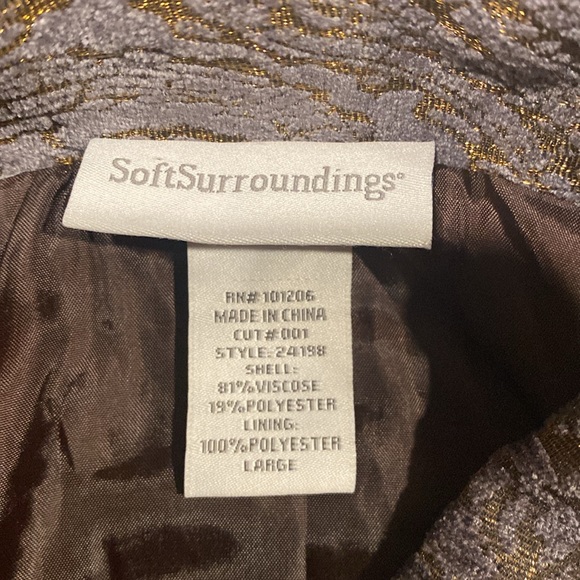 SoftSurroundings®
RN# 101206
MADE IN CHINA
CUT# 001
STYLE: 24198
SHELL:
81%VISCOSE
19%POLYESTER
LINING:
100%POLYESTER
LARGE